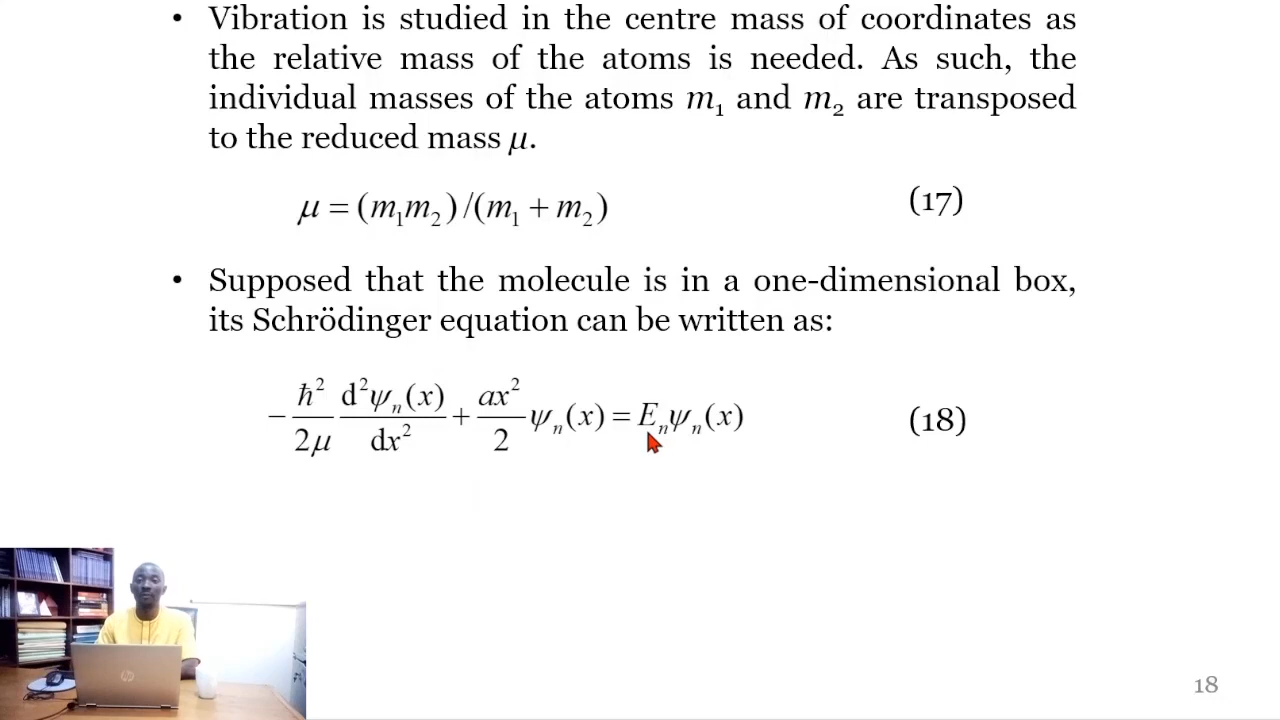 • Vibration is studied in the centre mass of coordinates as
the relative mass of the atoms is needed. As such, the
individual masses of the atoms m₁ and m₂ are transposed
to the reduced mass μ.
μ = (m₁m₂)/(m₁ + m₂) (17)
• Supposed that the molecule is in a one-dimensional box,
its Schrödinger equation can be written as:
− ħ²/2μ d²ψₙ(x)/dx² + ax²/2 ψₙ(x) = Eₙψₙ(x) (18)
18